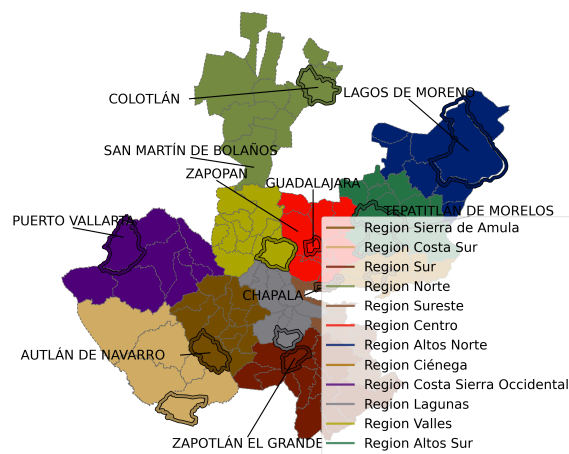 COLOTLÁN
LAGOS DE MORENO
SAN MARTÍN DE BOLAÑOS
ZAPOPAN
GUADALAJARA
PUERTO VALLARTA
TEPATITLÁN DE MORELOS
CHAPALA
AUTLÁN DE NAVARRO
ZAPOTLÁN EL GRANDE
Region Sierra de Amula
Region Costa Sur
Region Sur
Region Norte
Region Sureste
Region Centro
Region Altos Norte
Region Ciénega
Region Costa Sierra Occidental
Region Lagunas
Region Valles
Region Altos Sur